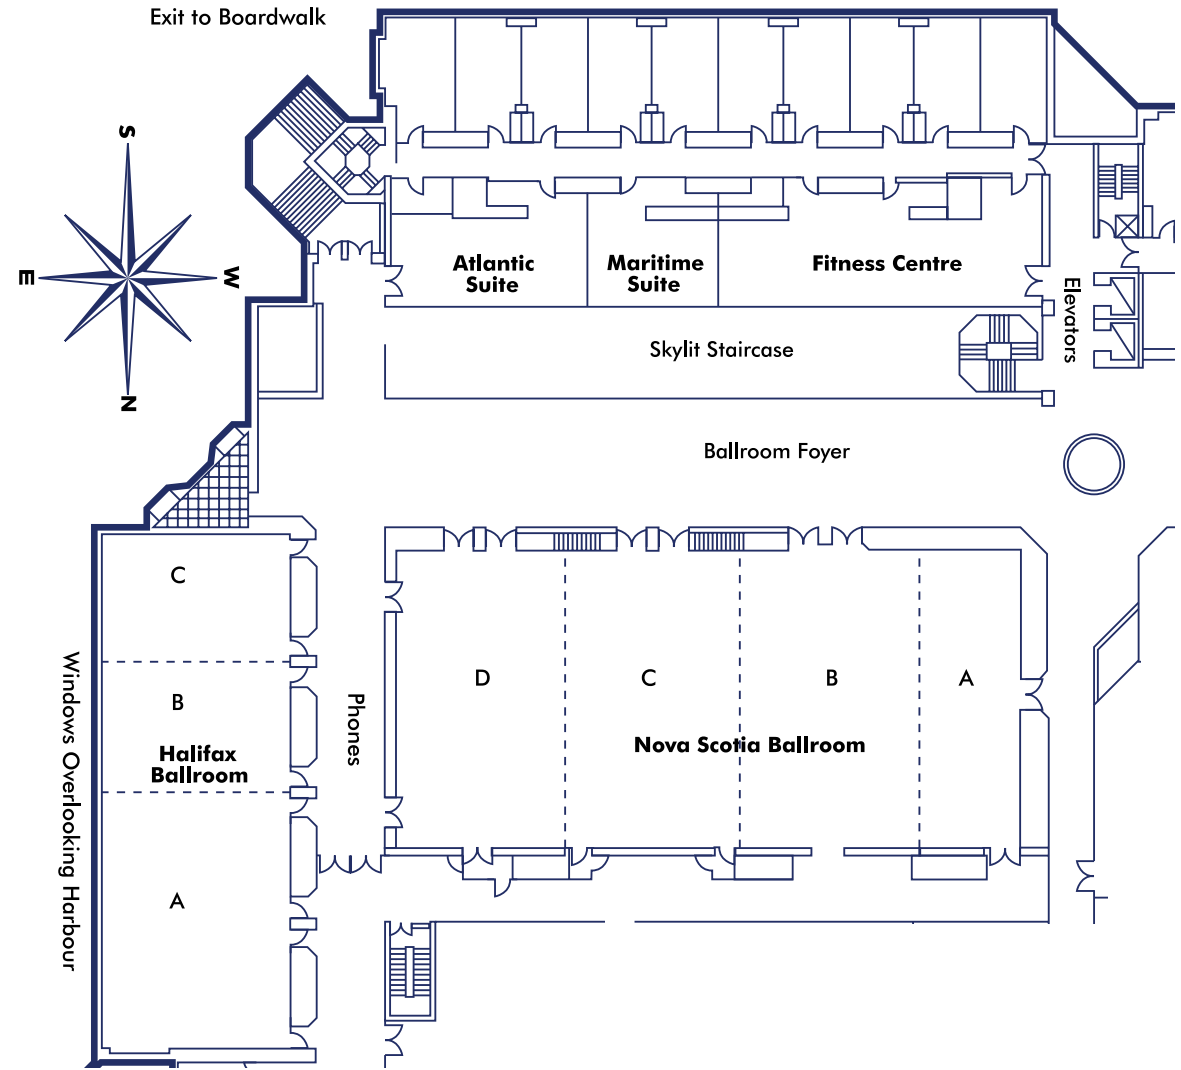 Exit to Boardwalk
S
E
W
N
Atlantic
Suite
Maritime
Suite
Fitness Centre
Elevators
Skylit Staircase
Ballroom Foyer
C
B
Halifax
Ballroom
A
Windows Overlooking Harbour
Phones
D
C
B
A
Nova Scotia Ballroom